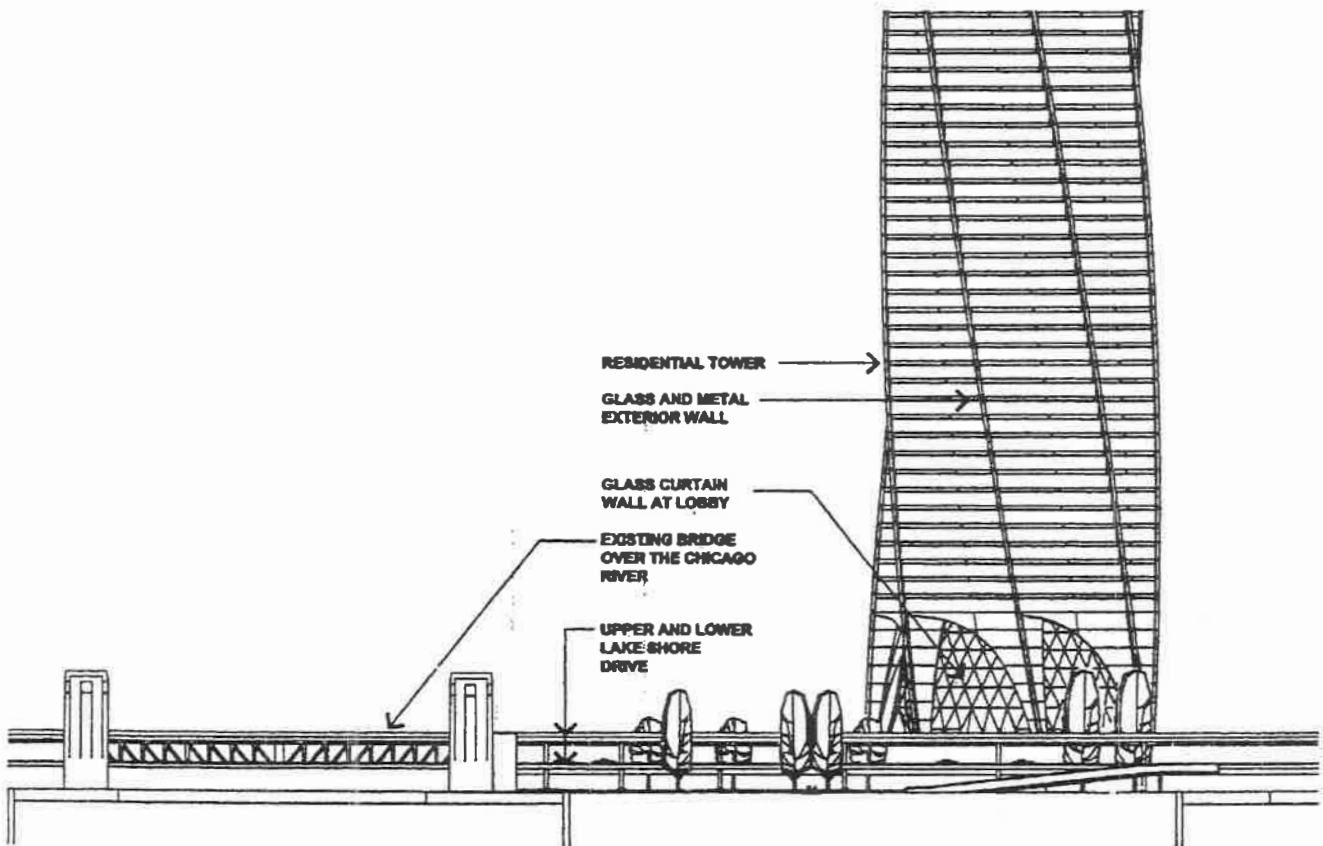 RESIDENTIAL TOWER
GLASS AND METAL
EXTERIOR WALL
GLASS CURTAIN
WALL AT LOBBY
EXISTING BRIDGE
OVER THE CHICAGO
RIVER
UPPER AND LOWER
LAKE SHORE
DRIVE